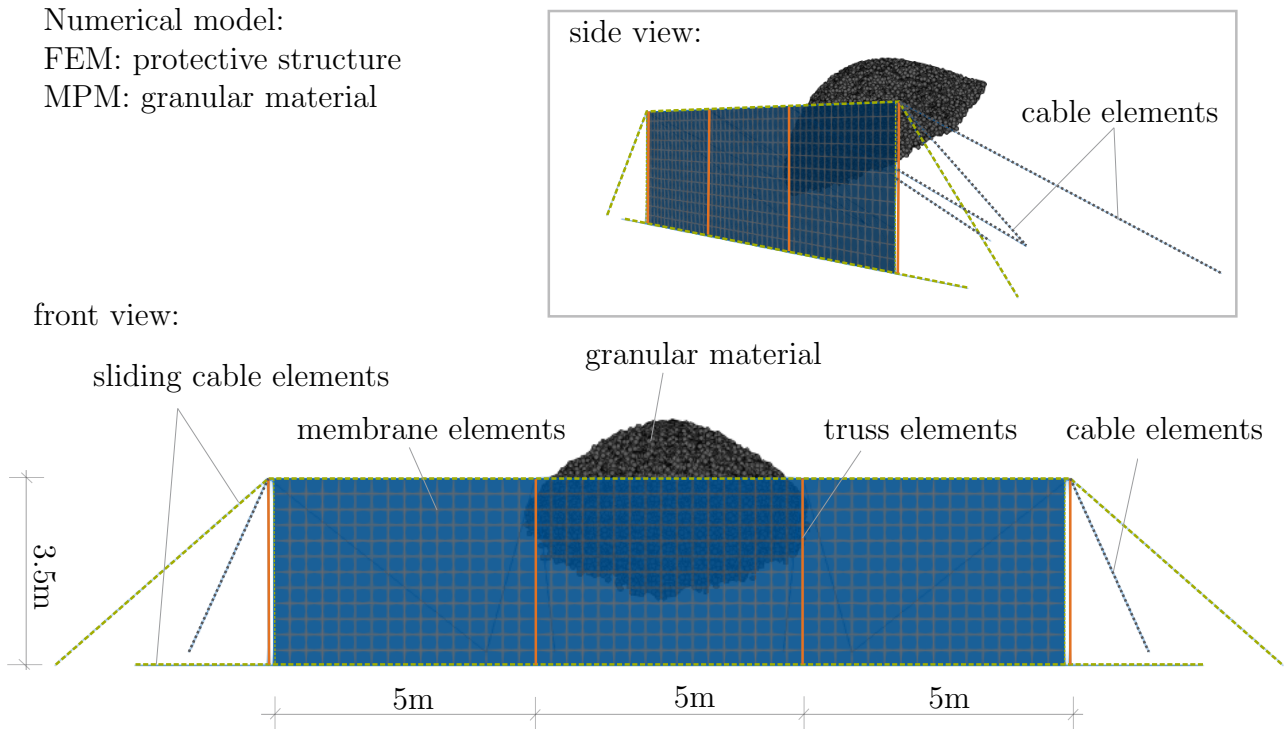 Numerical model:
FEM: protective structure
MPM: granular material
side view:
cable elements
front view:
granular material
sliding cable elements
membrane elements
truss elements
cable elements
3.5m
5m
5m
5m